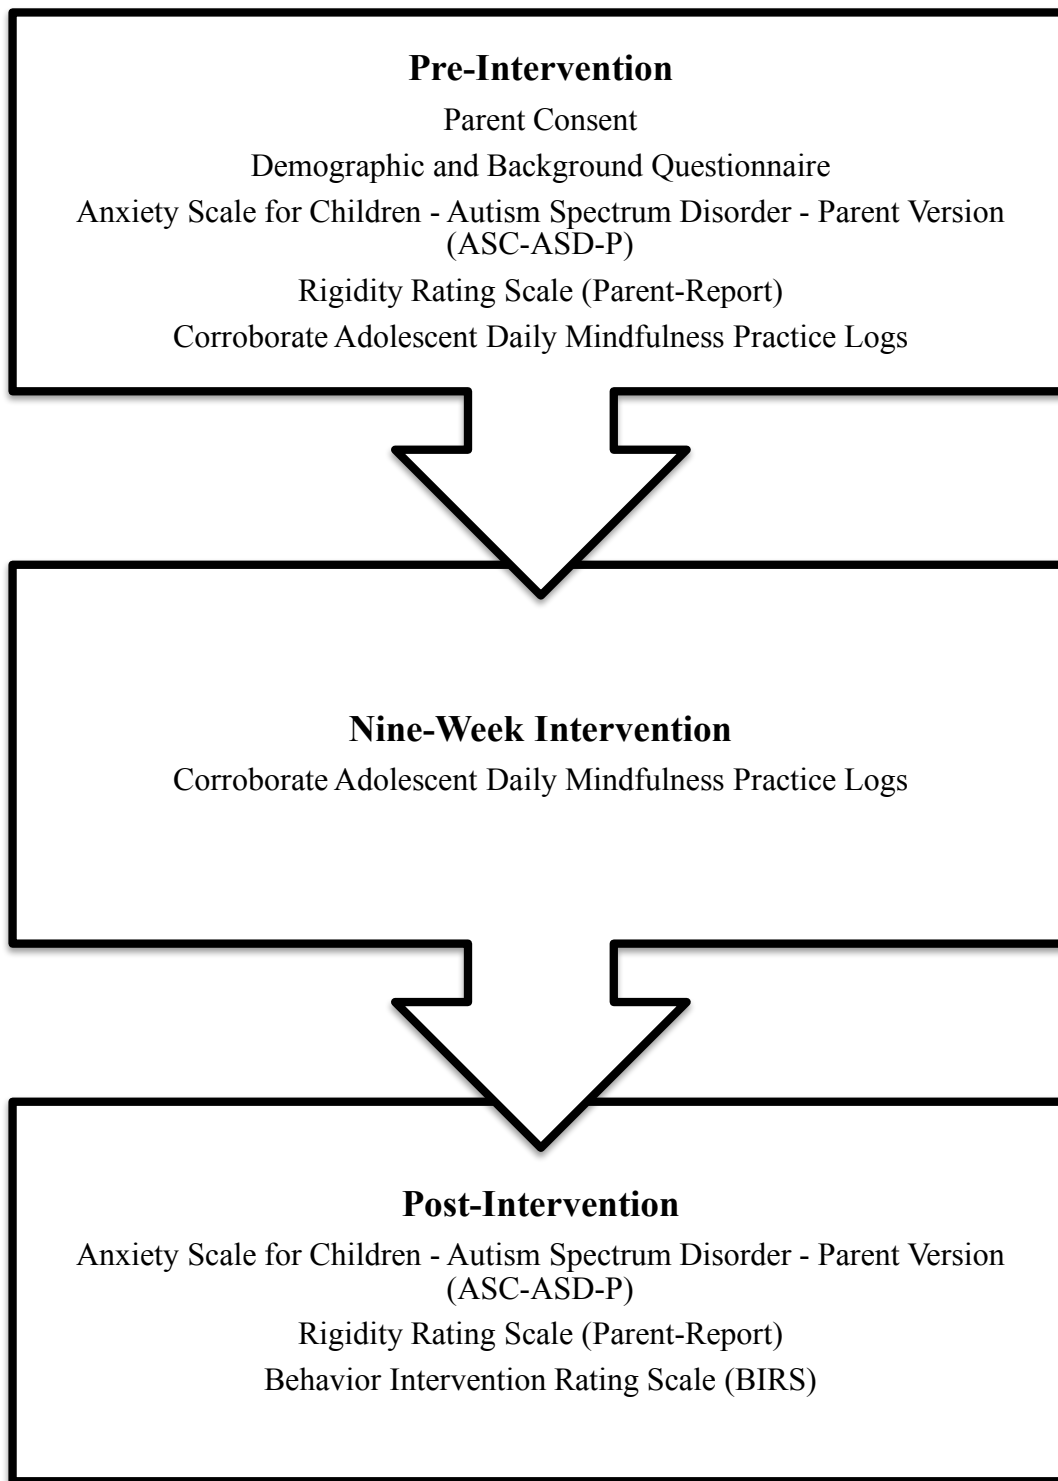 Pre-Intervention
Parent Consent
Demographic and Background Questionnaire
Anxiety Scale for Children - Autism Spectrum Disorder - Parent Version
(ASC-ASD-P)
Rigidity Rating Scale (Parent-Report)
Corroborate Adolescent Daily Mindfulness Practice Logs
Nine-Week Intervention
Corroborate Adolescent Daily Mindfulness Practice Logs
Post-Intervention
Anxiety Scale for Children - Autism Spectrum Disorder - Parent Version
(ASC-ASD-P)
Rigidity Rating Scale (Parent-Report)
Behavior Intervention Rating Scale (BIRS)